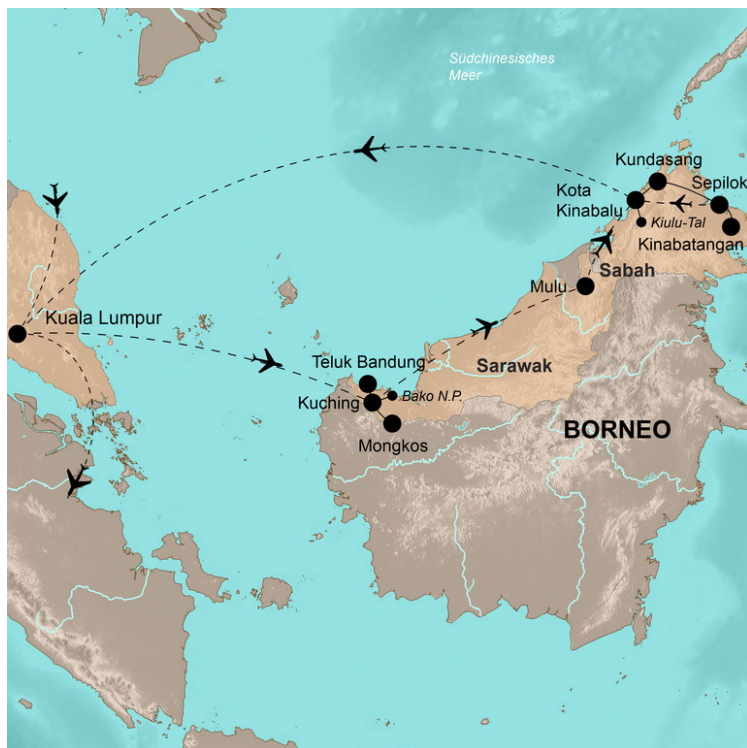 Südchinesisches
Meer
Kundasang
Sepilok
Kota
Kinabalu
Kiulu-Tal
Kinabatangan
Sabah
Mulu
Kuala Lumpur
Teluk Bandung
Sarawak
Bako N.P.
Kuching
BORNEO
Mongkos